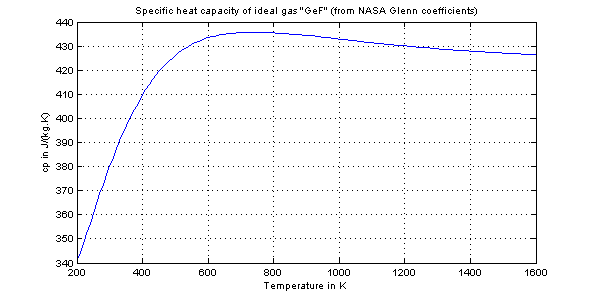 Specific heat capacity of ideal gas "GeF" (from NASA Glenn coefficients)
440
430
420
410
400
390
380
370
360
350
340
cp in J/(kg.K)
200 400 600 800 1000 1200 1400 1600
Temperature in K